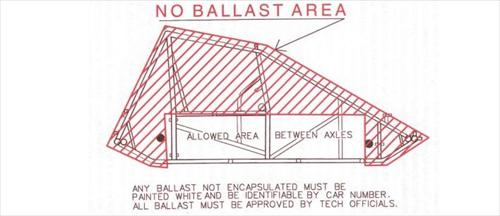 NO BALLAST AREA
ALLOWED AREA BETWEEN AXLES
ANY BALLAST NOT ENCAPSULATED MUST BE
PAINTED WHITE AND BE IDENTIFIABLE BY CAR NUMBER.
ALL BALLAST MUST BE APPROVED BY TECH OFFICIALS.